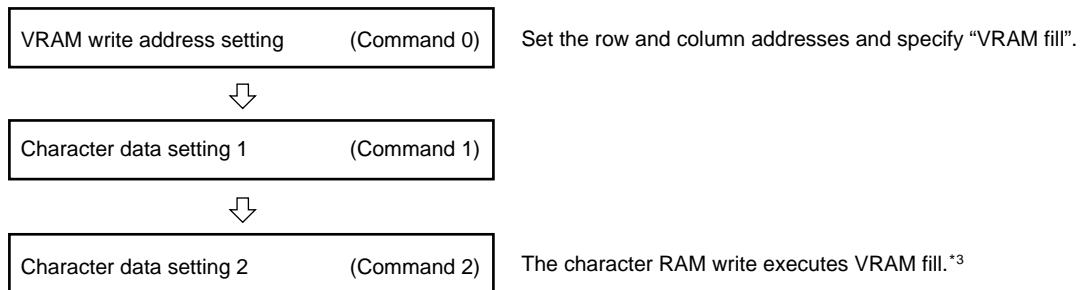 VRAM write address setting (Command 0) Set the row and column addresses and specify “VRAM fill”.
Character data setting 1 (Command 1)
Character data setting 2 (Command 2) The character RAM write executes VRAM fill.*3